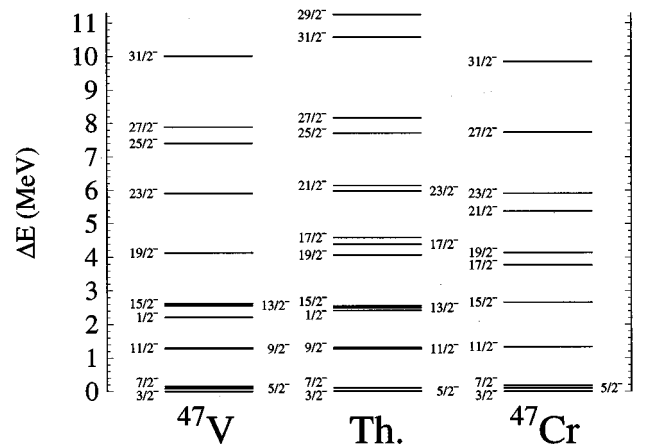 29/2⁻
11
31/2⁻
10 31/2⁻ 31/2⁻
9
8 27/2⁻ 27/2⁻ 27/2⁻
25/2⁻ 25/2⁻
7
ΔE (MeV)
6 23/2⁻ 21/2⁻ 23/2⁻ 23/2⁻
21/2⁻
5
17/2⁻ 17/2⁻
4 19/2⁻ 19/2⁻ 19/2⁻
17/2⁻
3
15/2⁻ 13/2⁻ 15/2⁻ 13/2⁻ 15/2⁻
2 1/2⁻ 1/2⁻
1 11/2⁻ 9/2⁻ 9/2⁻ 11/2⁻ 11/2⁻
7/2⁻ 5/2⁻ 7/2⁻ 5/2⁻ 7/2⁻ 5/2⁻
0 3/2⁻ 3/2⁻ 3/2⁻
⁴⁷V Th. ⁴⁷Cr